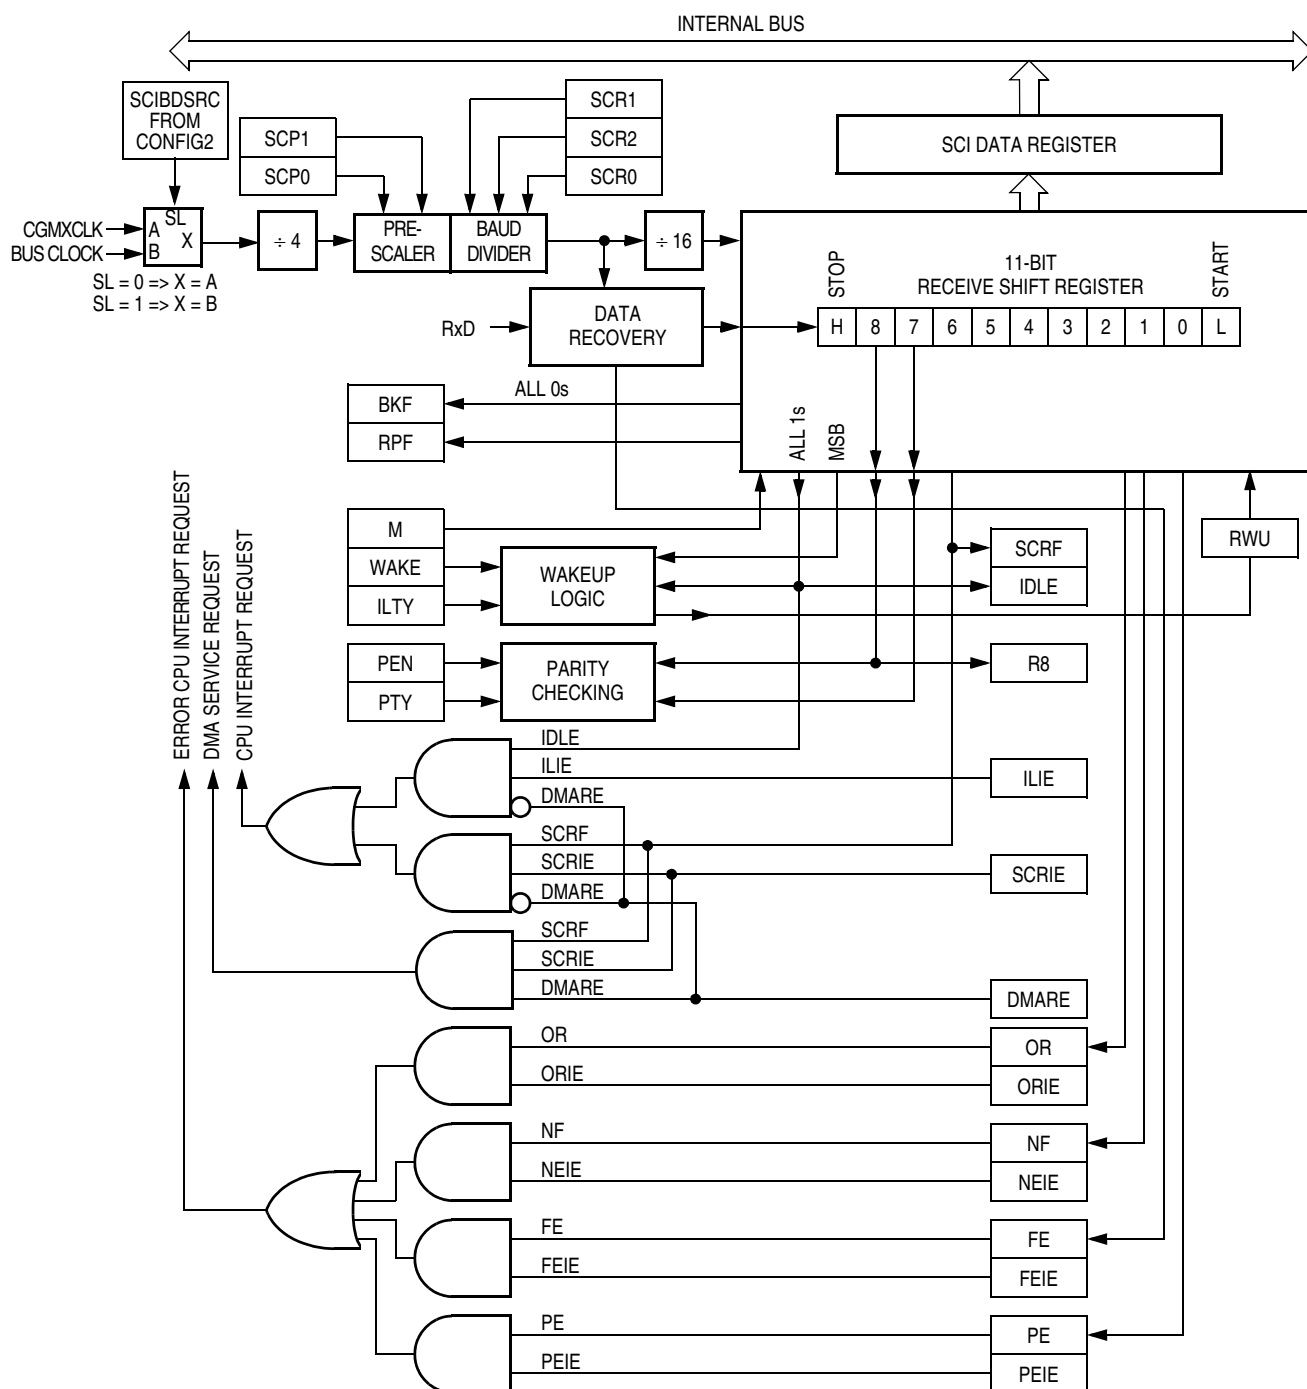 INTERNAL BUS
SCIBDSRC
FROM
CONFIG2
SCP1
SCP0
SCR1
SCR2
SCR0
SCI DATA REGISTER
CGMXCLK
BUS CLOCK
SL
A
X
B
SL = 0 => X = A
SL = 1 => X = B
÷ 4
PRE-
SCALER
BAUD
DIVIDER
÷ 16
11-BIT
RECEIVE SHIFT REGISTER
STOP
START
H 8 7 6 5 4 3 2 1 0 L
RxD
DATA
RECOVERY
ALL 0s
BKF
RPF
ALL 1s
MSB
M
WAKE
ILTY
WAKEUP
LOGIC
SCRF
IDLE
RWU
PEN
PTY
PARITY
CHECKING
R8
ERROR CPU INTERRUPT REQUEST
DMA SERVICE REQUEST
CPU INTERRUPT REQUEST
IDLE
ILIE
DMARE
ILIE
SCRF
SCRIE
DMARE
SCRIE
SCRF
SCRIE
DMARE
DMARE
OR
ORIE
OR
ORIE
NF
NEIE
NF
NEIE
FE
FEIE
FE
FEIE
PE
PEIE
PE
PEIE